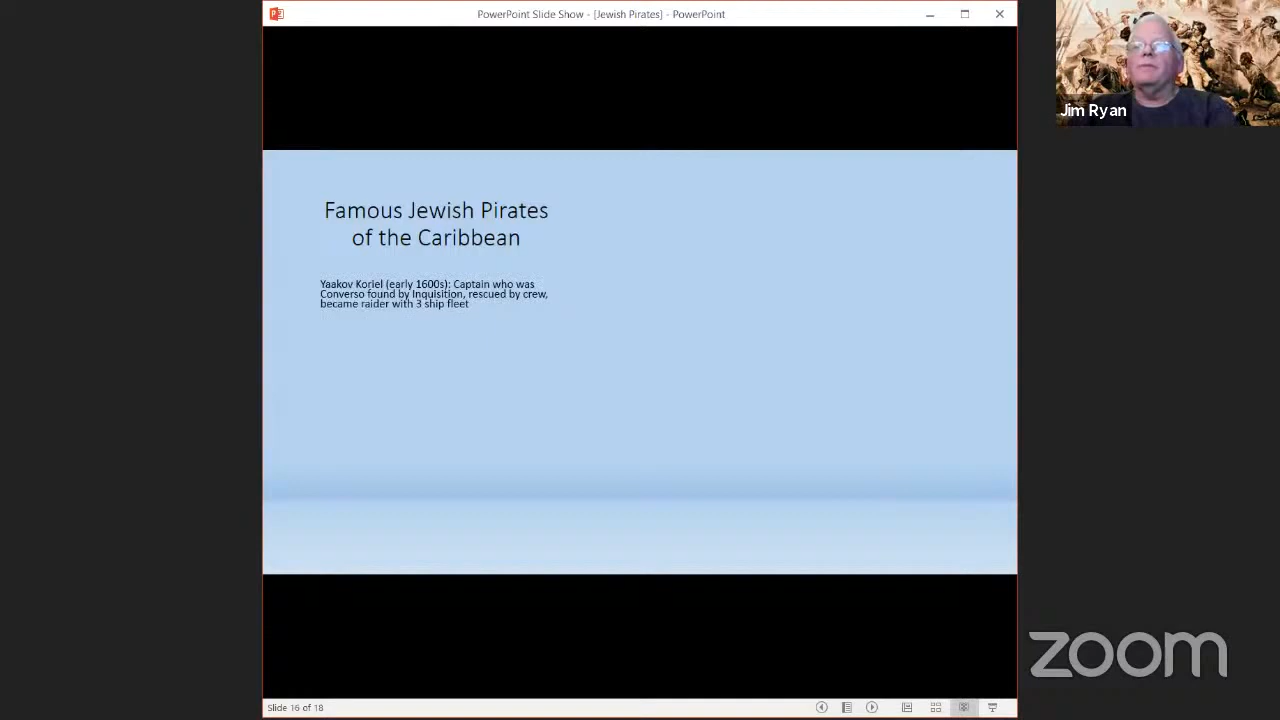 PowerPoint Slide Show - [Jewish Pirates] - PowerPoint
Jim Ryan
Famous Jewish Pirates
of the Caribbean
Yaakov Koriel (early 1600s): Captain who was
Converso found by Inquisition, rescued by crew,
became raider with 3 ship fleet
zoom
Slide 16 of 18